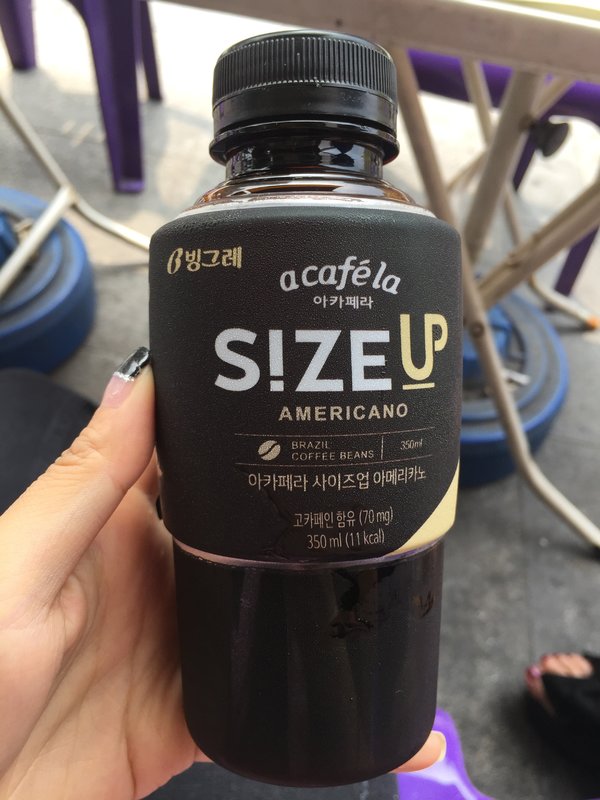 빙그레
acaféla
아카페라
S!ZE UP
AMERICANO
BRAZIL
COFFEE BEANS
350ml
아카페라 사이즈업 아메리카노
고카페인 함유 (70 mg)
350 ml (11 kcal)